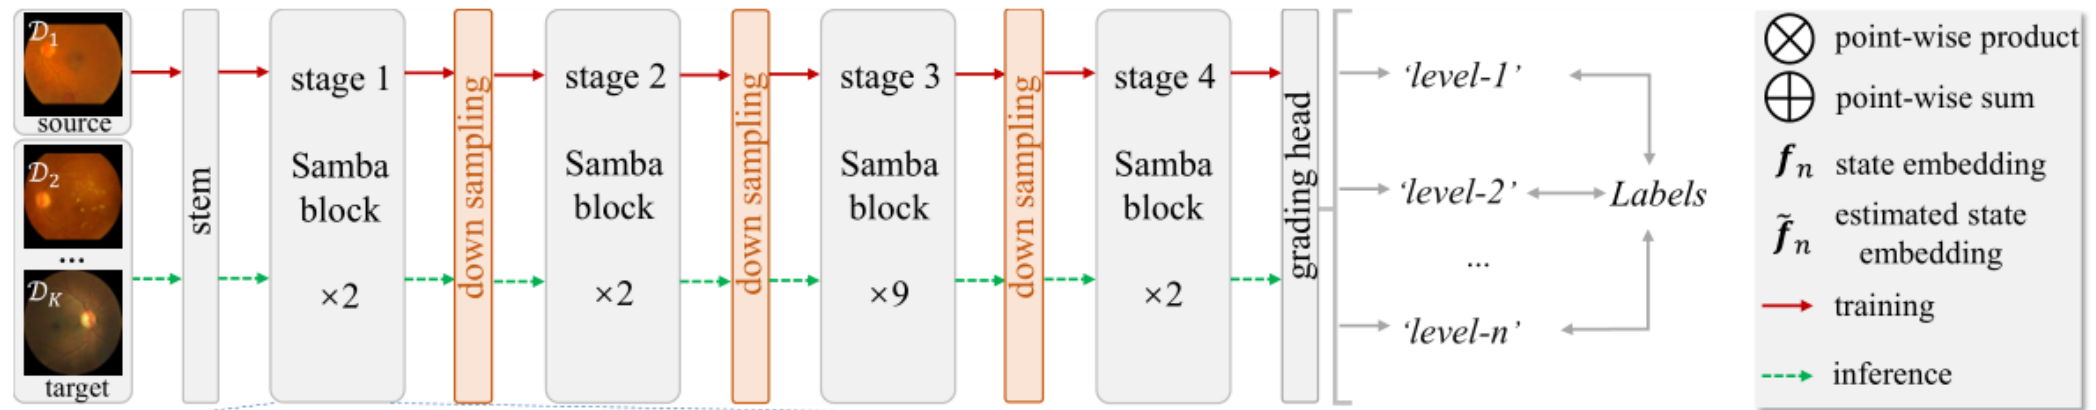 𝒟₁
source
𝒟₂
...
𝒟_K
target
stem
stage 1
Samba
block
×2
down sampling
stage 2
Samba
block
×2
down sampling
stage 3
Samba
block
×9
down sampling
stage 4
Samba
block
×2
grading head
‘level-1’
‘level-2’
Labels
...
‘level-n’
point-wise product
point-wise sum
𝒇ₙ state embedding
𝒇̃ₙ estimated state
embedding
training
inference